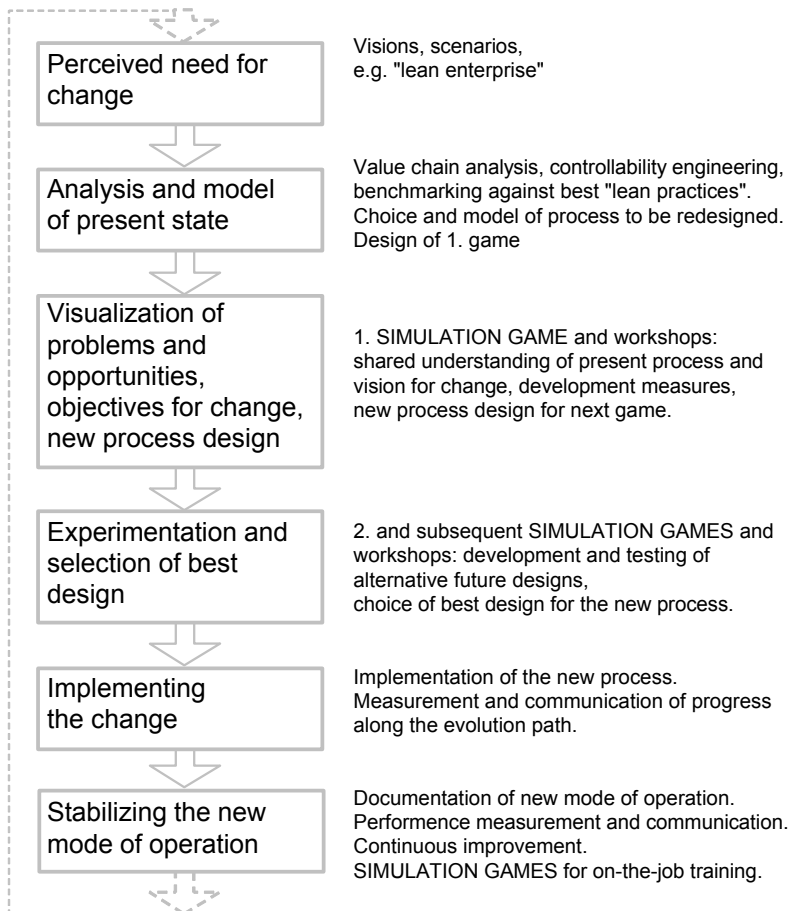 Perceived need for
change
Visions, scenarios,
e.g. "lean enterprise"
Analysis and model
of present state
Value chain analysis, controllability engineering,
benchmarking against best "lean practices".
Choice and model of process to be redesigned.
Design of 1. game
Visualization of
problems and
opportunities,
objectives for change,
new process design
1. SIMULATION GAME and workshops:
shared understanding of present process and
vision for change, development measures,
new process design for next game.
Experimentation and
selection of best
design
2. and subsequent SIMULATION GAMES and
workshops: development and testing of
alternative future designs,
choice of best design for the new process.
Implementing
the change
Implementation of the new process.
Measurement and communication of progress
along the evolution path.
Stabilizing the new
mode of operation
Documentation of new mode of operation.
Performence measurement and communication.
Continuous improvement.
SIMULATION GAMES for on-the-job training.